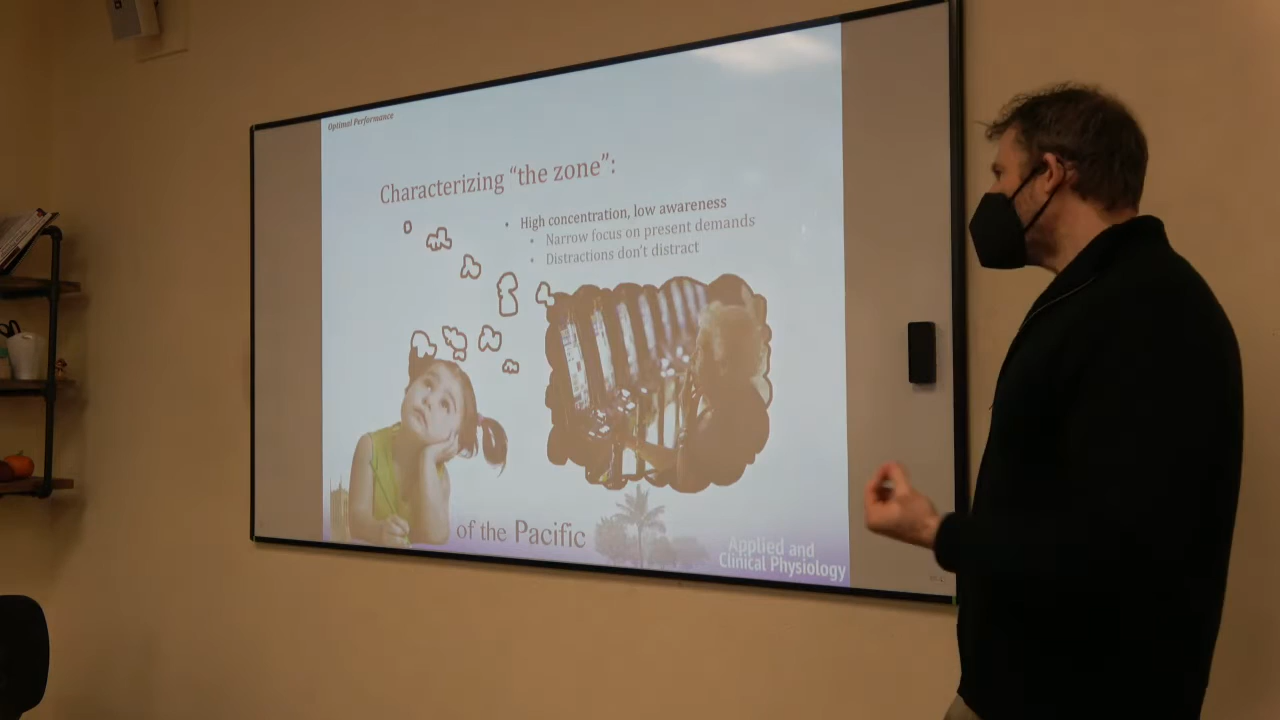 Optimal Performance
Characterizing “the zone”:
• High concentration, low awareness
• Narrow focus on present demands
• Distractions don’t distract
of the Pacific
Applied and
Clinical Physiology